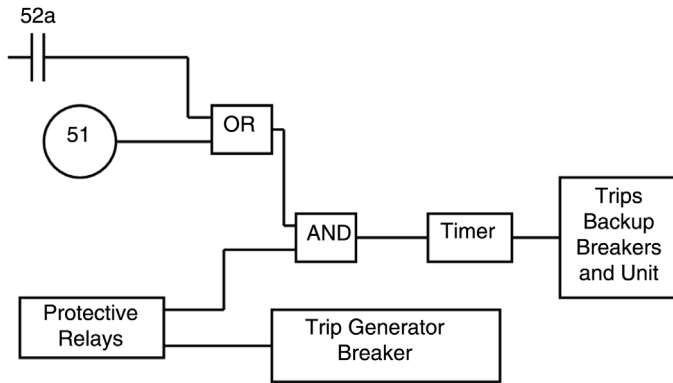 52a
51
OR
AND
Timer
Trips
Backup
Breakers
and Unit
Protective
Relays
Trip Generator
Breaker